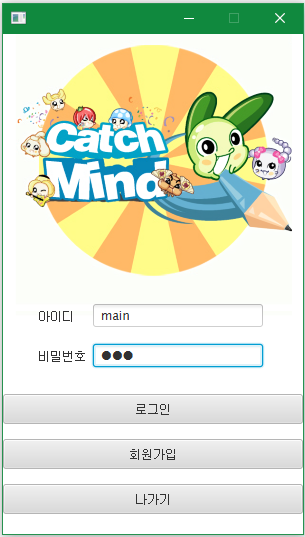 Catch
Mind
아이디 main
비밀번호 ●●●
로그인
회원가입
나가기